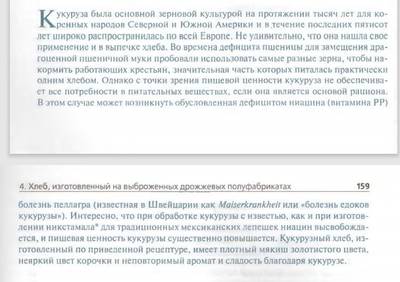 Кукуруза была основной зерновой культурой на протяжении тысяч лет для ко-
ренных народов Северной и Южной Америки и в течение последних пятисот
лет широко распространилась по всей Европе. Не удивительно, что она нашла свое
применение и в выпечке хлеба. Во времена дефицита пшеницы для замещения дра-
гоценной пшеничной муки пробовали использовать самые разные зерна, чтобы на-
кормить работающих крестьян, значительная часть которых питалась практически
одним хлебом. Однако с точки зрения пищевой ценности кукуруза не обеспечива-
ет все потребности в питательных веществах, если она является основой рациона.
В этом случае может возникнуть обусловленная дефицитом ниацина (витамина PP)
4. Хлеб, изготовленный на выброженных дрожжевых полуфабрикатах 159
болезнь пеллагра (известная в Швейцарии как Maiserkrankheit или «болезнь едоков
кукурузы»). Интересно, что при обработке кукурузы с известью, как и при изготов-
лении никстамала* для традиционных мексиканских лепешек ниацин высвобожда-
ется, и пищевая ценность кукурузы существенно повышается. Кукурузный хлеб, из-
готовленный по приведенной рецептуре, имеет плотный мякиш золотистого цвета,
неяркий цвет корочки и неповторимый аромат и сладость благодаря кукурузе.